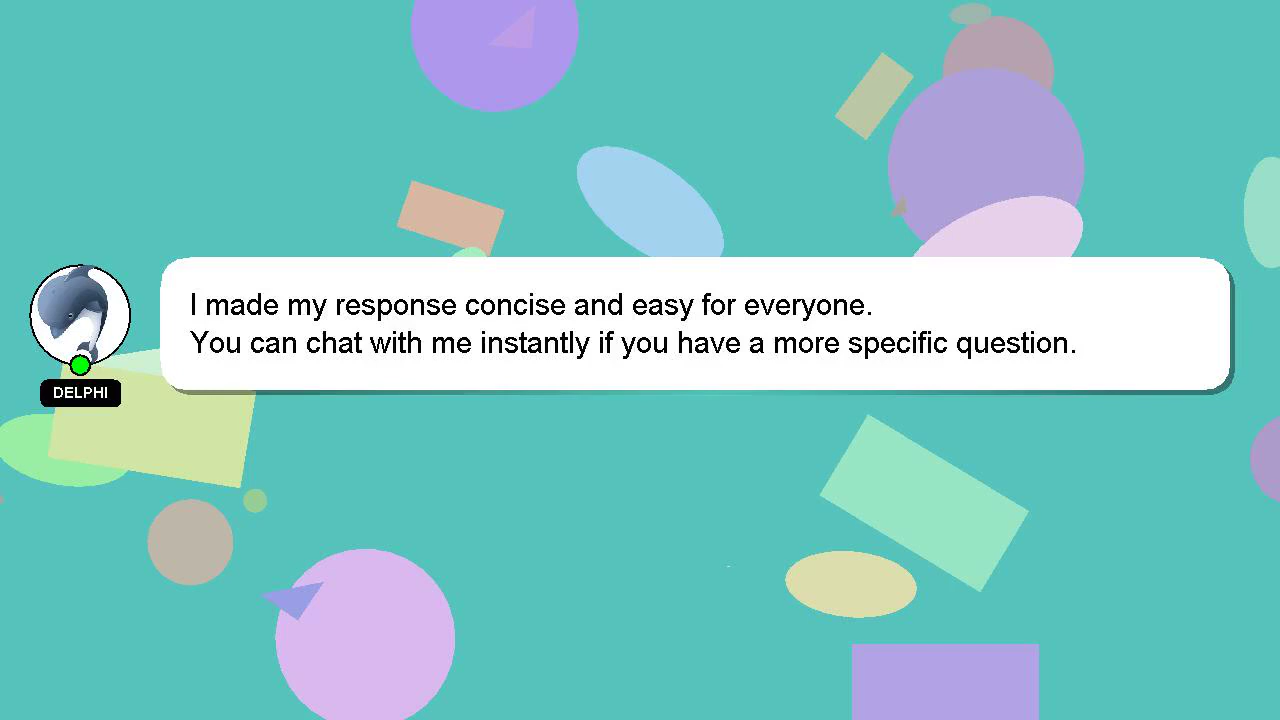 I made my response concise and easy for everyone.
You can chat with me instantly if you have a more specific question.
DELPHI